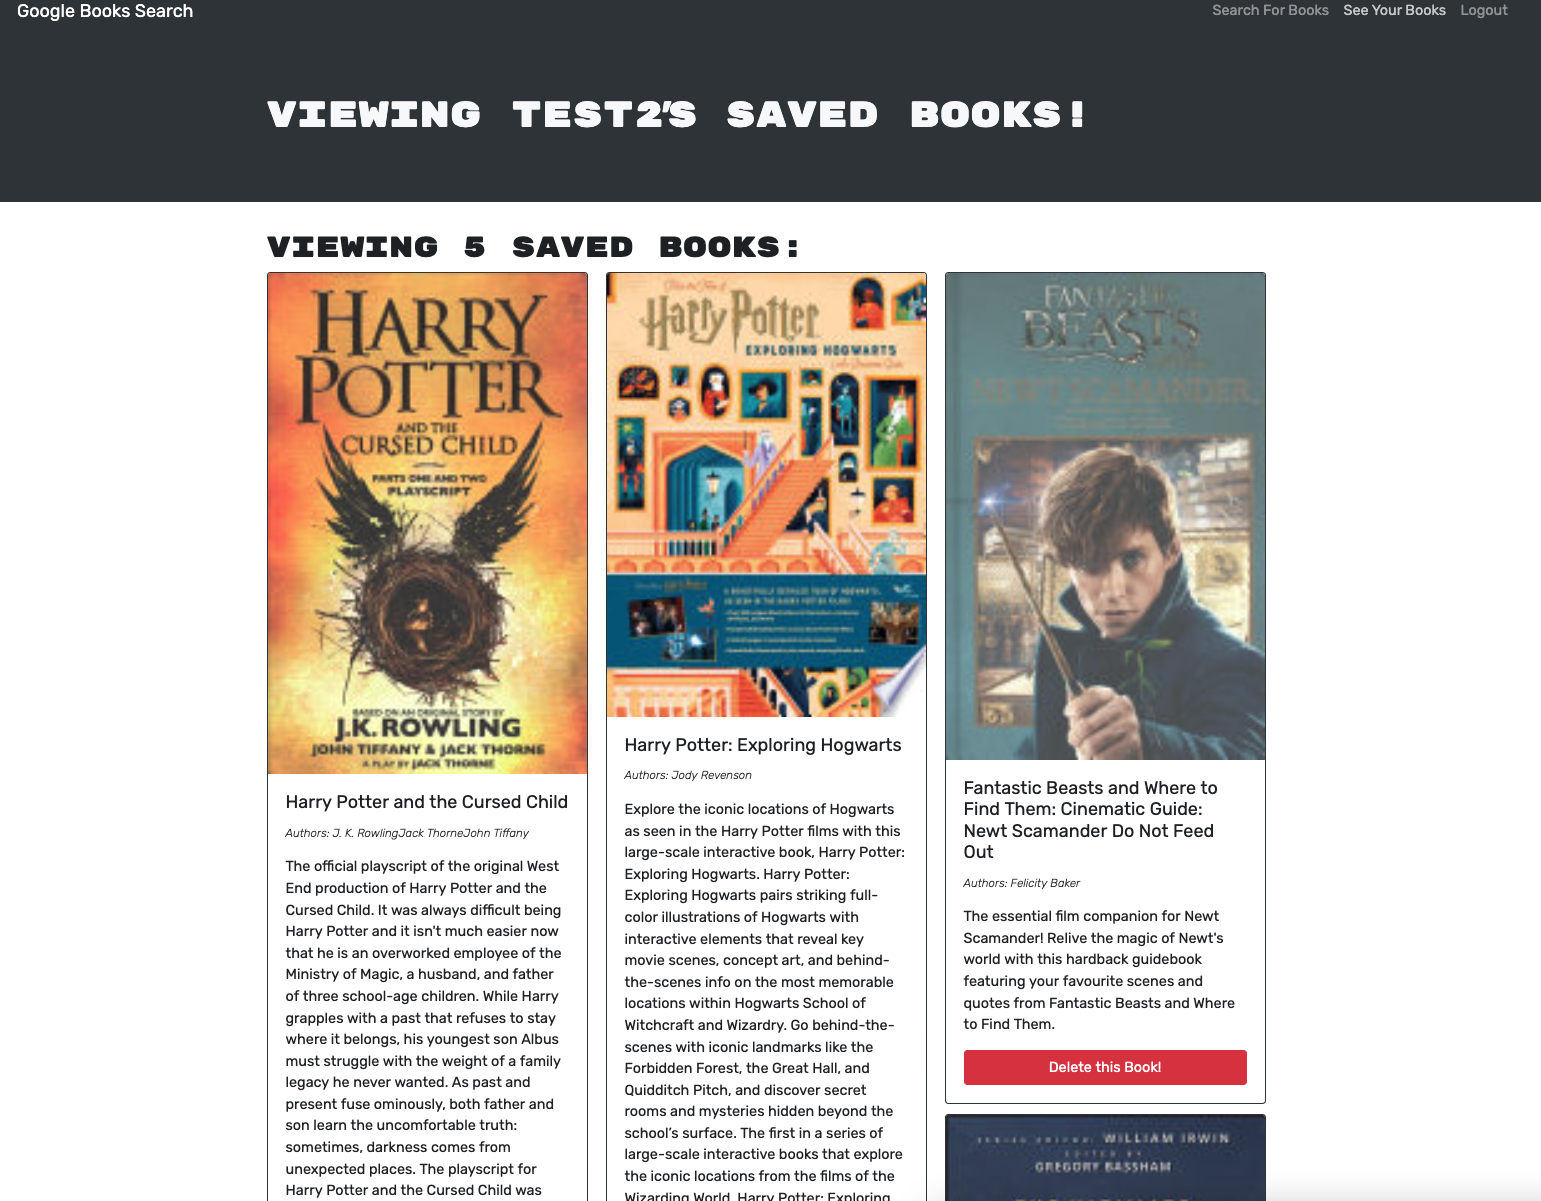 Google Books Search
Search For Books See Your Books Logout
VIEWING TEST2'S SAVED BOOKS!
VIEWING 5 SAVED BOOKS:
HARRY
POTTER
AND THE
CURSED CHILD
PARTS ONE AND TWO
PLAYSCRIPT
BASED ON AN ORIGINAL STORY BY
J.K. ROWLING
JOHN TIFFANY & JACK THORNE
A PLAY BY JACK THORNE
Harry Potter and the Cursed Child
Authors: J. K. RowlingJack ThorneJohn Tiffany
The official playscript of the original West
End production of Harry Potter and the
Cursed Child. It was always difficult being
Harry Potter and it isn't much easier now
that he is an overworked employee of the
Ministry of Magic, a husband, and father
of three school-age children. While Harry
grapples with a past that refuses to stay
where it belongs, his youngest son Albus
must struggle with the weight of a family
legacy he never wanted. As past and
present fuse ominously, both father and
son learn the uncomfortable truth:
sometimes, darkness comes from
unexpected places. The playscript for
Harry Potter and the Cursed Child was
Harry Potter
EXPLORING HOGWARTS
A BEAUTIFULLY DETAILED TOUR OF HOGWARTS,
AS SEEN IN THE HARRY POTTER FILMS!
Harry Potter: Exploring Hogwarts
Authors: Jody Revenson
Explore the iconic locations of Hogwarts
as seen in the Harry Potter films with this
large-scale interactive book, Harry Potter:
Exploring Hogwarts. Harry Potter:
Exploring Hogwarts pairs striking full-
color illustrations of Hogwarts with
interactive elements that reveal key
movie scenes, concept art, and behind-
the-scenes info on the most memorable
locations within Hogwarts School of
Witchcraft and Wizardry. Go behind-the-
scenes with iconic landmarks like the
Forbidden Forest, the Great Hall, and
Quidditch Pitch, and discover secret
rooms and mysteries hidden beyond the
school's surface. The first in a series of
large-scale interactive books that explore
the iconic locations from the films of the
Wizarding World, Harry Potter: Exploring
FANTASTIC
BEASTS
NEWT SCAMANDER
Fantastic Beasts and Where to
Find Them: Cinematic Guide:
Newt Scamander Do Not Feed
Out
Authors: Felicity Baker
The essential film companion for Newt
Scamander! Relive the magic of Newt's
world with this hardback guidebook
featuring your favourite scenes and
quotes from Fantastic Beasts and Where
to Find Them.
Delete this Book!
SERIES EDITOR: WILLIAM IRWIN
EDITED BY
GREGORY BASSHAM